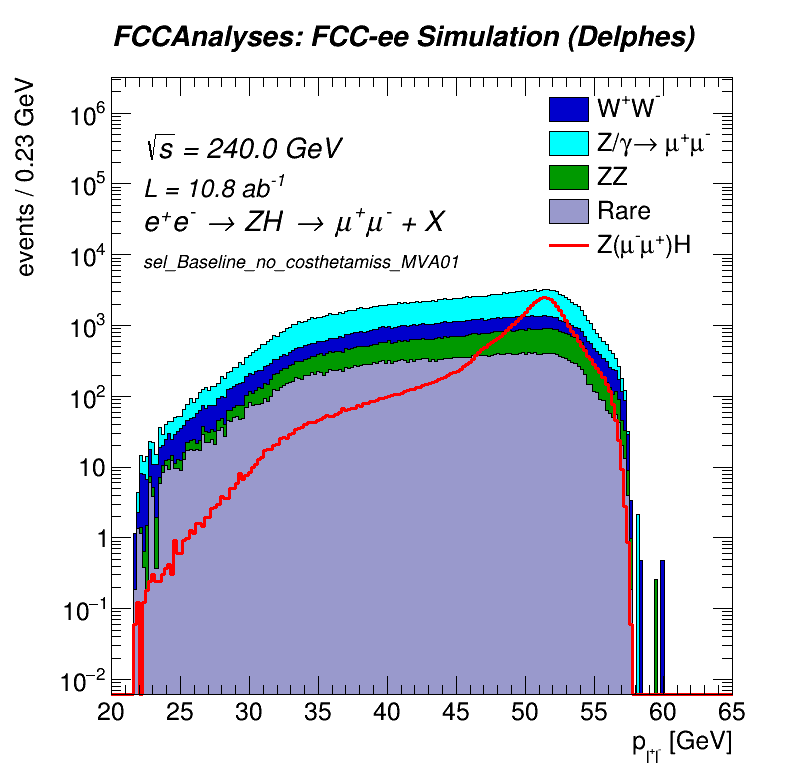 FCCAnalyses: FCC-ee Simulation (Delphes)
events / 0.23 GeV
√s = 240.0 GeV
L = 10.8 ab⁻¹
e⁺e⁻ → ZH → μ⁺μ⁻ + X
sel_Baseline_no_costhetamiss_MVA01
W⁺W⁻
Z/γ→ μ⁺μ⁻
ZZ
Rare
Z(μ⁻μ⁺)H
10⁶
10⁵
10⁴
10³
10²
10
1
10⁻¹
10⁻²
20 25 30 35 40 45 50 55 60 65
p_l⁺l⁻ [GeV]